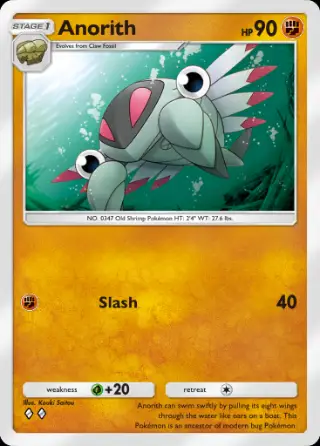 STAGE 1
Anorith
HP 90
Evolves from Claw Fossil
NO. 0347 Old Shrimp Pokémon HT: 2'4" WT: 27.6 lbs.
Slash 40
weakness +20 retreat
Illus. Kouki Saitou
Anorith can swim swiftly by pulling its eight wings
through the water like oars on a boat. This
Pokémon is an ancestor of modern bug Pokémon.